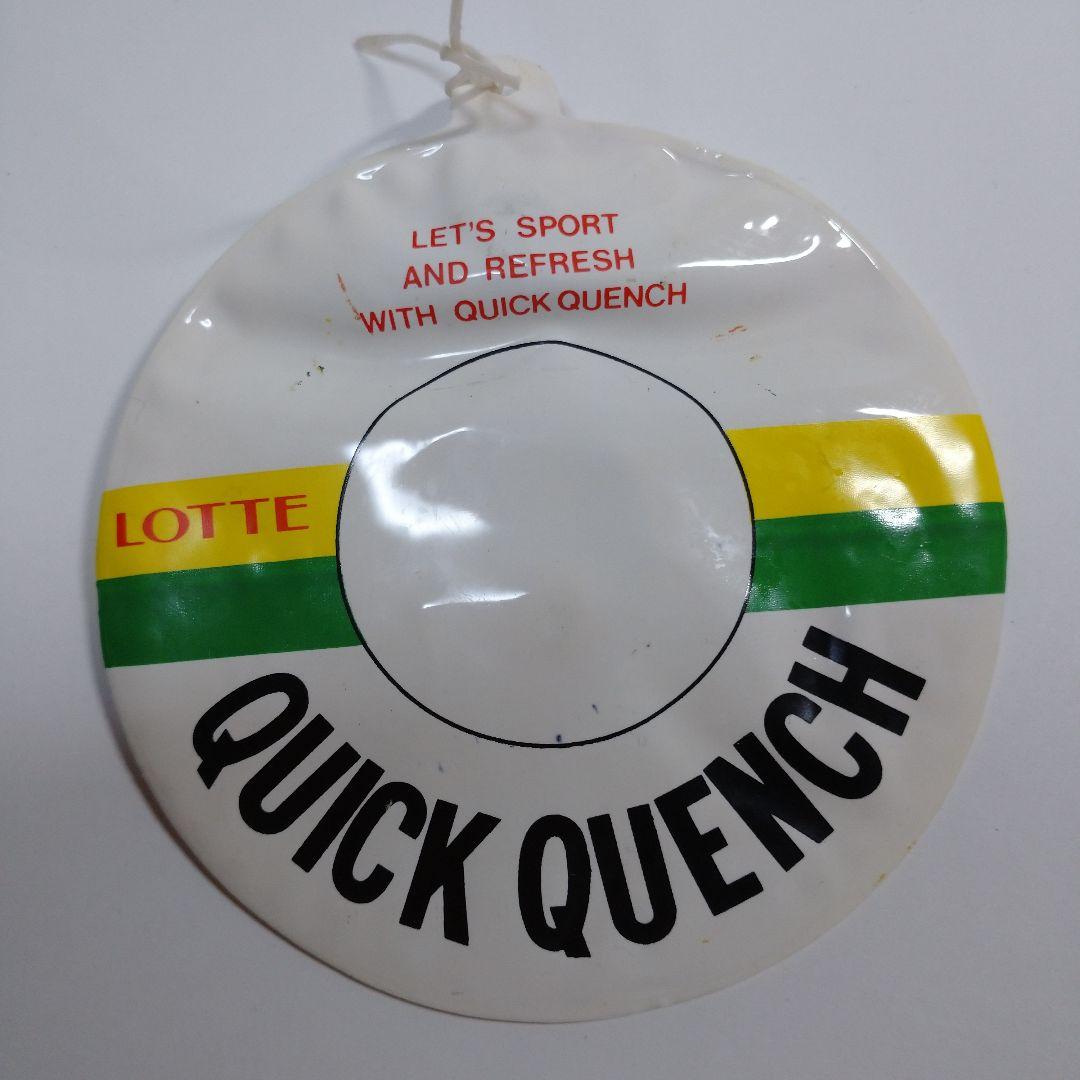 LET'S SPORT
AND REFRESH
WITH QUICK QUENCH
LOTTE
QUICK QUENCH